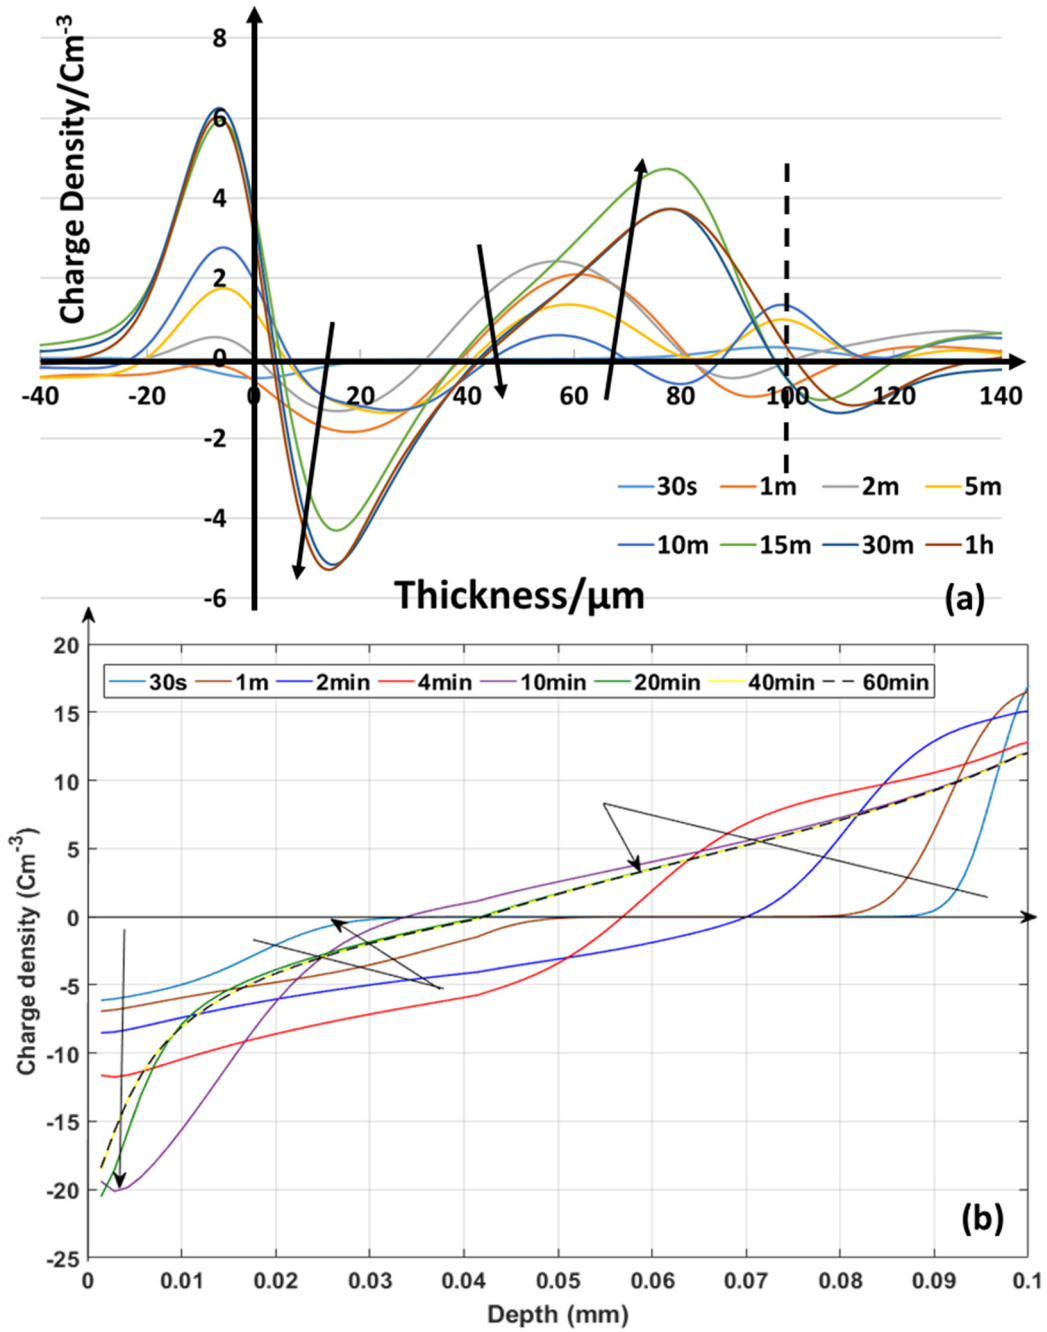 Charge Density/Cm-3
8
6
4
2
0
-2
-4
-6
-40 -20 0 20 40 60 80 100 120 140
30s 1m 2m 5m
10m 15m 30m 1h
Thickness/μm
(a)
20
15
10
5
0
-5
-10
-15
-20
-25
30s 1m 2min 4min 10min 20min 40min 60min
Charge density (Cm-3)
(b)
0 0.01 0.02 0.03 0.04 0.05 0.06 0.07 0.08 0.09 0.1
Depth (mm)